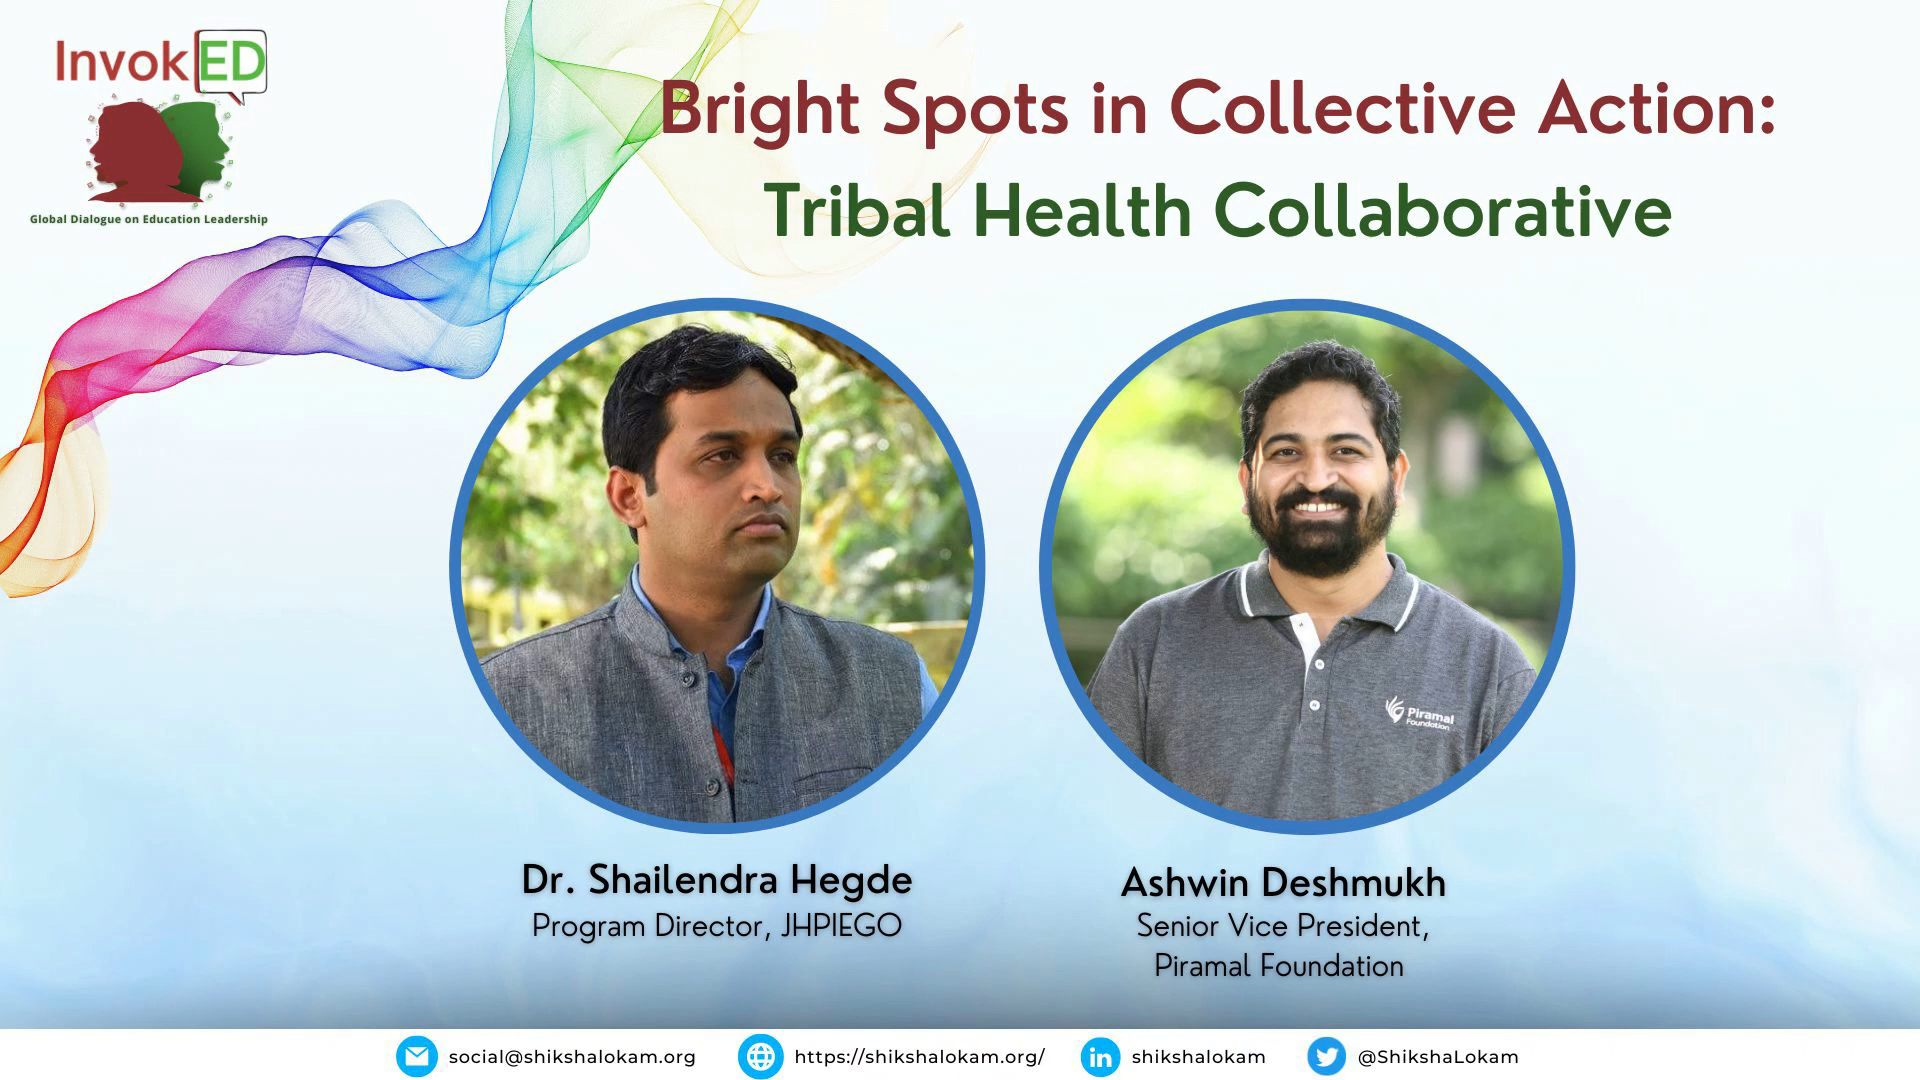 InvokED
Global Dialogue on Education Leadership
Bright Spots in Collective Action:
Tribal Health Collaborative
Piramal
Foundation
Dr. Shailendra Hegde
Program Director, JHPIEGO
Ashwin Deshmukh
Senior Vice President,
Piramal Foundation
social@shikshalokam.org
https://shikshalokam.org/
in
shikshalokam
@ShikshaLokam